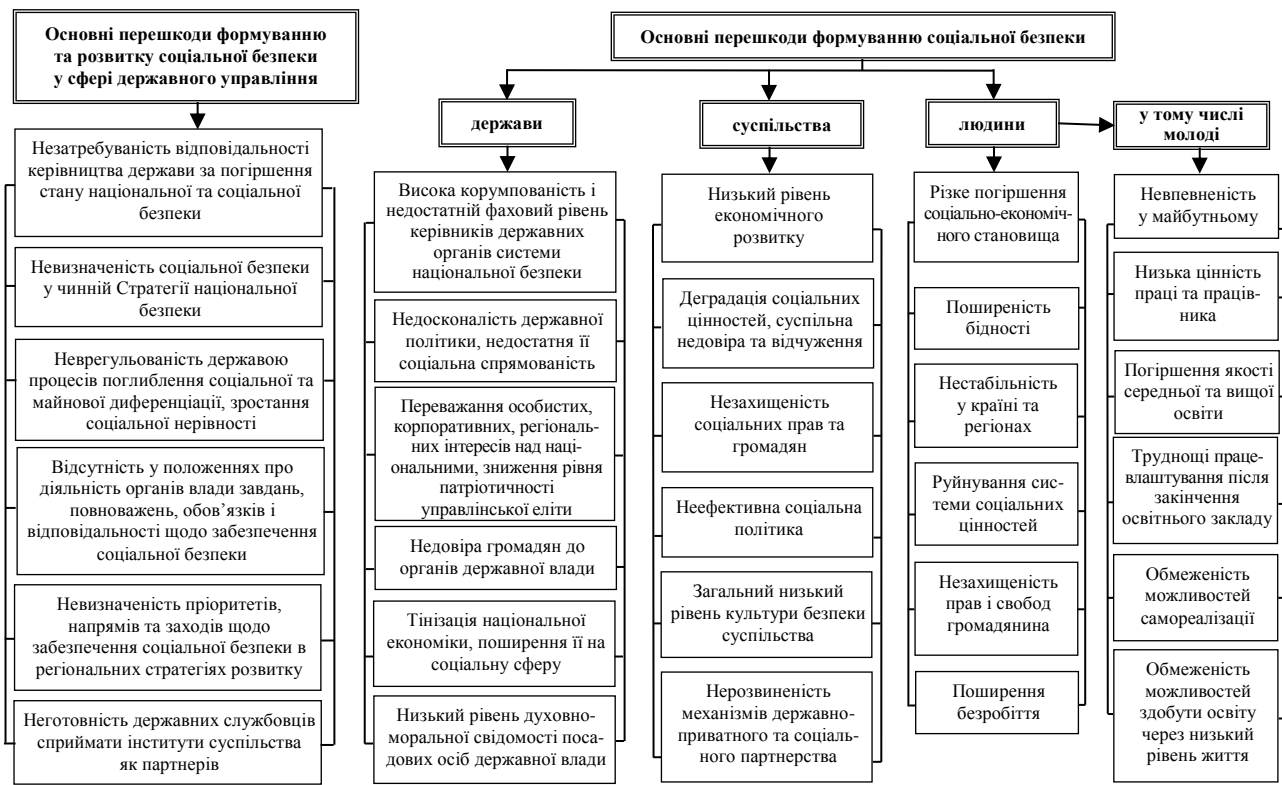 Основні перешкоди формуванню
та розвитку соціальної безпеки
у сфері державного управління
Незатребуваність відповідальності
керівництва держави за погіршення
стану національної та соціальної
безпеки
Невизначеність соціальної безпеки
у чинній Стратегії національної
безпеки
Неврегульованість державою
процесів поглиблення соціальної та
майнової диференціації, зростання
соціальної нерівності
Відсутність у положеннях про
діяльність органів влади завдань,
повноважень, обов’язків і
відповідальності щодо забезпечення
соціальної безпеки
Невизначеність пріоритетів,
напрямів та заходів щодо
забезпечення соціальної безпеки в
регіональних стратегіях розвитку
Неготовність державних службовців
сприймати інститути суспільства
як партнерів
Основні перешкоди формуванню соціальної безпеки
держави
Висока корумпованість і
недостатній фаховий рівень
керівників державних
органів системи
національної безпеки
Недосконалість державної
політики, недостатня її
соціальна спрямованість
Переважання особистих,
корпоративних, регіональ-
них інтересів над наці-
ональними, зниження рівня
патріотичності
управлінської еліти
Недовіра громадян до
органів державної влади
Тінізація національної
економіки, поширення її на
соціальну сферу
Низький рівень духовно-
моральної свідомості поса-
дових осіб державної влади
суспільства
Низький рівень
економічного
розвитку
Деградація соціальних
цінностей, суспільна
недовіра та відчуження
Незахищеність
соціальних прав та
громадян
Неефективна соціальна
політика
Загальний низький
рівень культури безпеки
суспільства
Нерозвиненість
механізмів державно-
приватного та соціаль-
ного партнерства
людини
Різке погіршення
соціально-економіч-
ного становища
Поширеність
бідності
Нестабільність
у країні та
регіонах
Руйнування сис-
теми соціальних
цінностей
Незахищеність
прав і свобод
громадянина
Поширення
безробіття
у тому числі
молоді
Невпевненість
у майбутньому
Низька цінність
праці та праців-
ника
Погіршення якості
середньої та вищої
освіти
Труднощі праце-
влаштування після
закінчення
освітнього закладу
Обмеженість
можливостей
самореалізації
Обмеженість
можливостей
здобути освіту
через низький
рівень життя